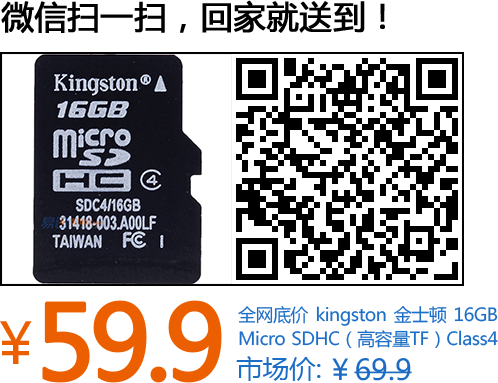 微信扫一扫，回家就送到！
Kingston®
16GB
micro
SD
HC 4
SDC4/16GB
31416-003.A00LF
TAIWAN FC I
¥59.9
全网底价 kingston 金士顿 16GB
Micro SDHC（高容量TF）Class4
市场价: ¥69.9